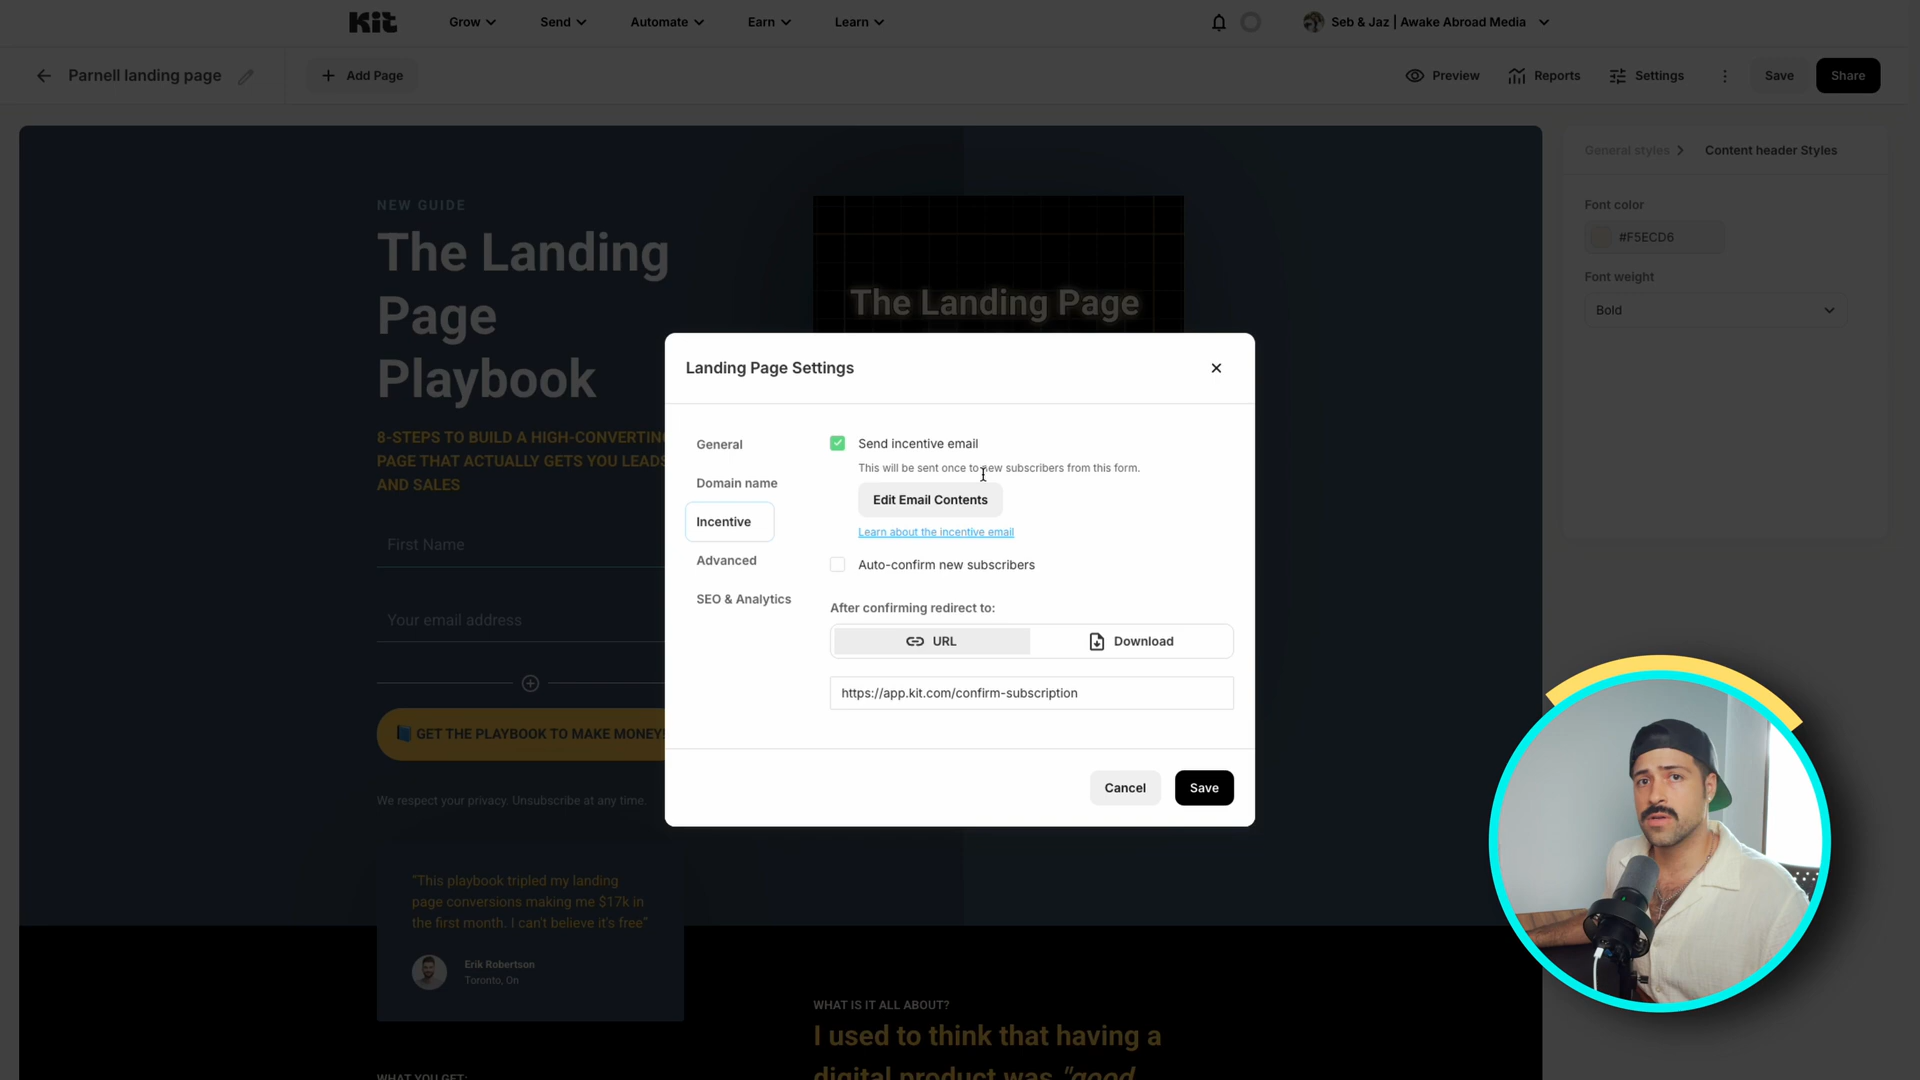 Kit
Grow
Send
Automate
Earn
Learn
Seb & Jaz | Awake Abroad Media
Parnell landing page
Add Page
Preview
Reports
Settings
Save
Share
NEW GUIDE
The Landing
Page
Playbook
8-STEPS TO BUILD A HIGH-CONVERTING
PAGE THAT ACTUALLY GETS YOU LEADS
AND SALES
First Name
Your email address
GET THE PLAYBOOK TO MAKE MONEY!
We respect your privacy. Unsubscribe at any time.
"This playbook tripled my landing
page conversions making me $17k in
the first month. I can't believe it's free"
Erik Robertson
Toronto, On
WHAT YOU GET:
The Landing Page
WHAT IS IT ALL ABOUT?
I used to think that having a
digital product was "good
Landing Page Settings
General
Domain name
Incentive
Advanced
SEO & Analytics
Send incentive email
This will be sent once to new subscribers from this form.
Edit Email Contents
Learn about the incentive email
Auto-confirm new subscribers
After confirming redirect to:
URL
Download
https://app.kit.com/confirm-subscription
Cancel
Save
General styles
Content header Styles
Font color
#F5ECD6
Font weight
Bold